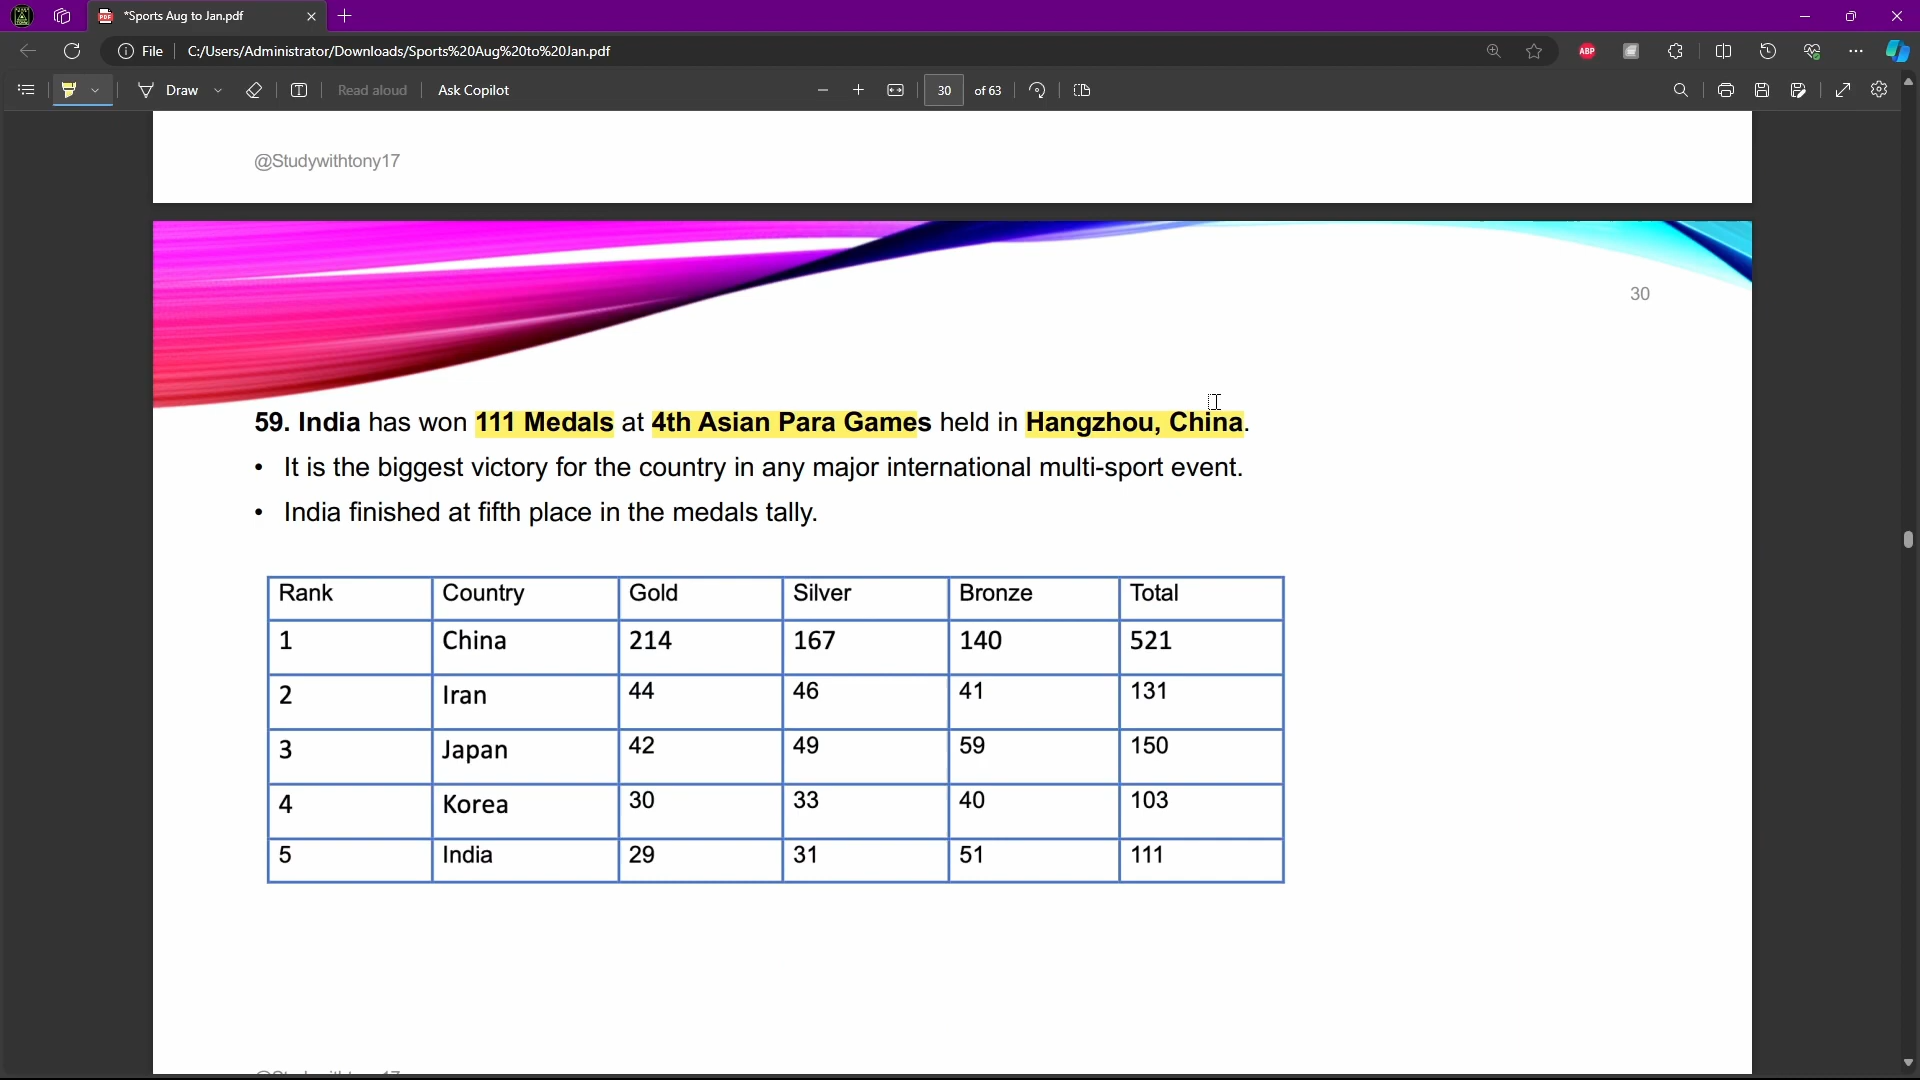 *Sports Aug to Jan.pdf
File C:/Users/Administrator/Downloads/Sports%20Aug%20to%20Jan.pdf
ABP
Draw Read aloud Ask Copilot 30 of 63
@Studywithtony17
30
59. India has won 111 Medals at 4th Asian Para Games held in Hangzhou, China.
• It is the biggest victory for the country in any major international multi-sport event.
• India finished at fifth place in the medals tally.
Rank Country Gold Silver Bronze Total
1 China 214 167 140 521
2 Iran 44 46 41 131
3 Japan 42 49 59 150
4 Korea 30 33 40 103
5 India 29 31 51 111